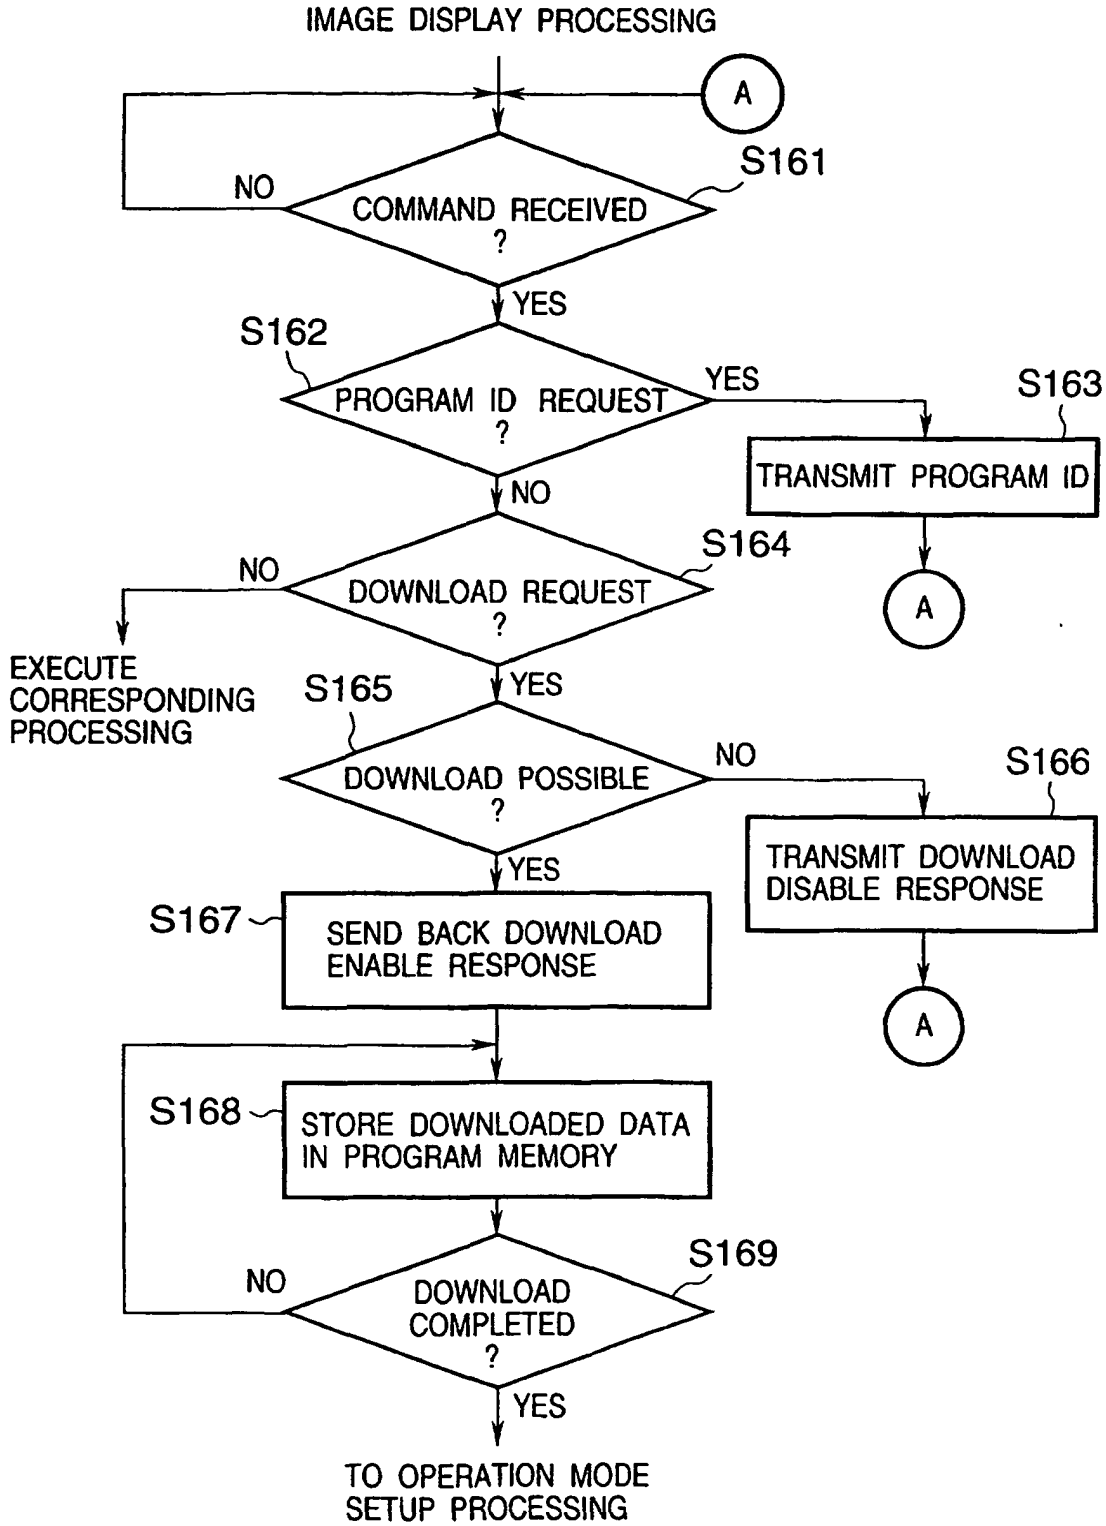 IMAGE DISPLAY PROCESSING
A
S161
NO
COMMAND RECEIVED
?
YES
S162
PROGRAM ID REQUEST
?
YES
S163
TRANSMIT PROGRAM ID
NO
A
S164
NO
DOWNLOAD REQUEST
?
EXECUTE
CORRESPONDING
PROCESSING
YES
S165
DOWNLOAD POSSIBLE
?
NO
S166
TRANSMIT DOWNLOAD
DISABLE RESPONSE
YES
A
S167
SEND BACK DOWNLOAD
ENABLE RESPONSE
S168
STORE DOWNLOADED DATA
IN PROGRAM MEMORY
S169
NO
DOWNLOAD
COMPLETED
?
YES
TO OPERATION MODE
SETUP PROCESSING